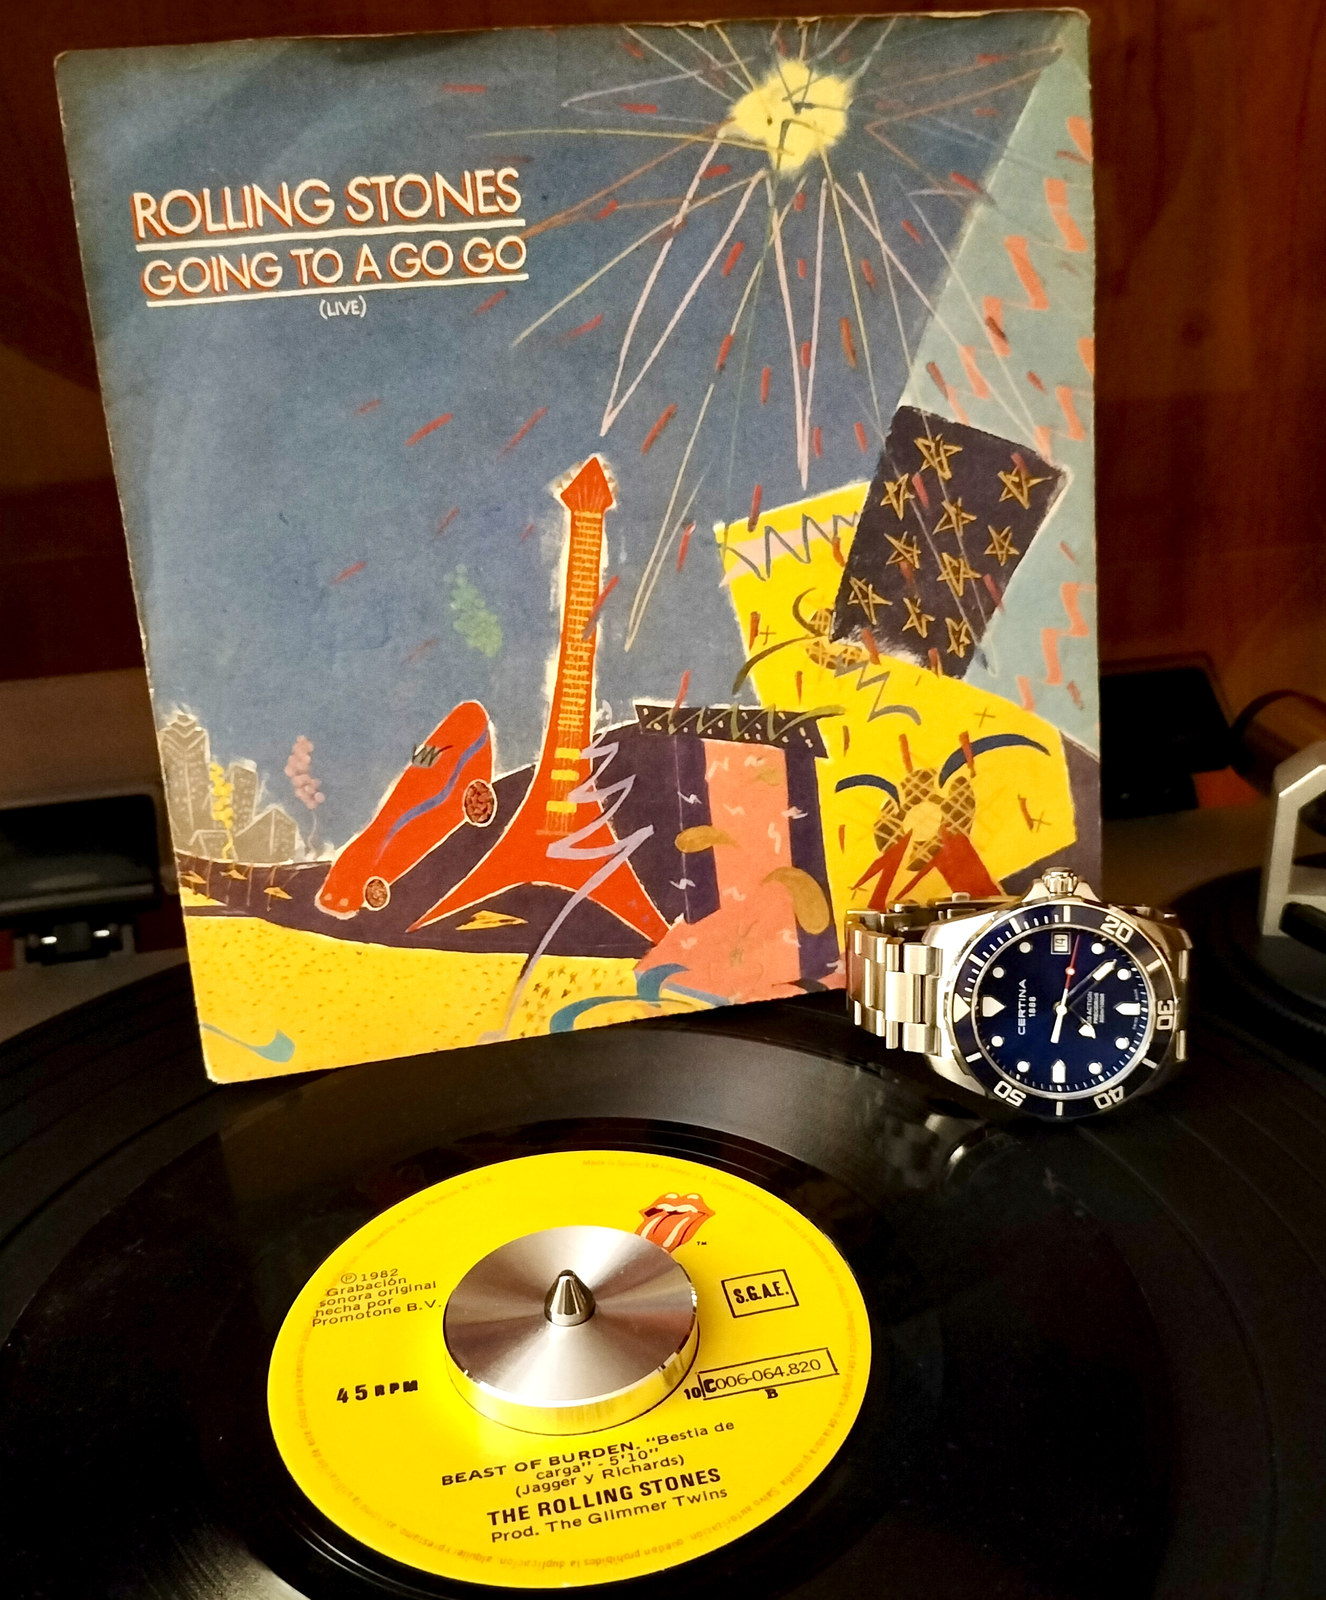 ROLLING STONES
GOING TO A GO GO
(LIVE)
14
20
30
40
50
CERTINA
1888
TM
℗ 1982
Grabación
sonora original
hecha por
Promotone B.V.
S.G.A.E.
45 RPM
10C006-064.820
B
BEAST OF BURDEN. "Bestia de
carga" - 5'10"
(Jagger y Richards)
THE ROLLING STONES
Prod. The Glimmer Twins